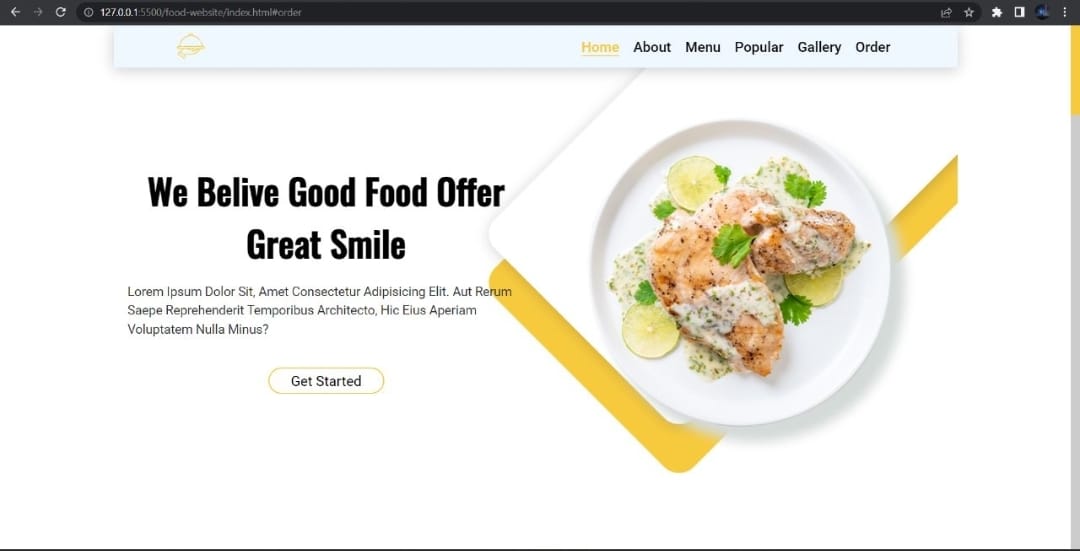 127.0.0.1:5500/food-website/index.html#order
Home About Menu Popular Gallery Order
We Belive Good Food Offer
Great Smile
Lorem Ipsum Dolor Sit, Amet Consectetur Adipisicing Elit. Aut Rerum
Saepe Reprehenderit Temporibus Architecto, Hic Eius Aperiam
Voluptatem Nulla Minus?
Get Started